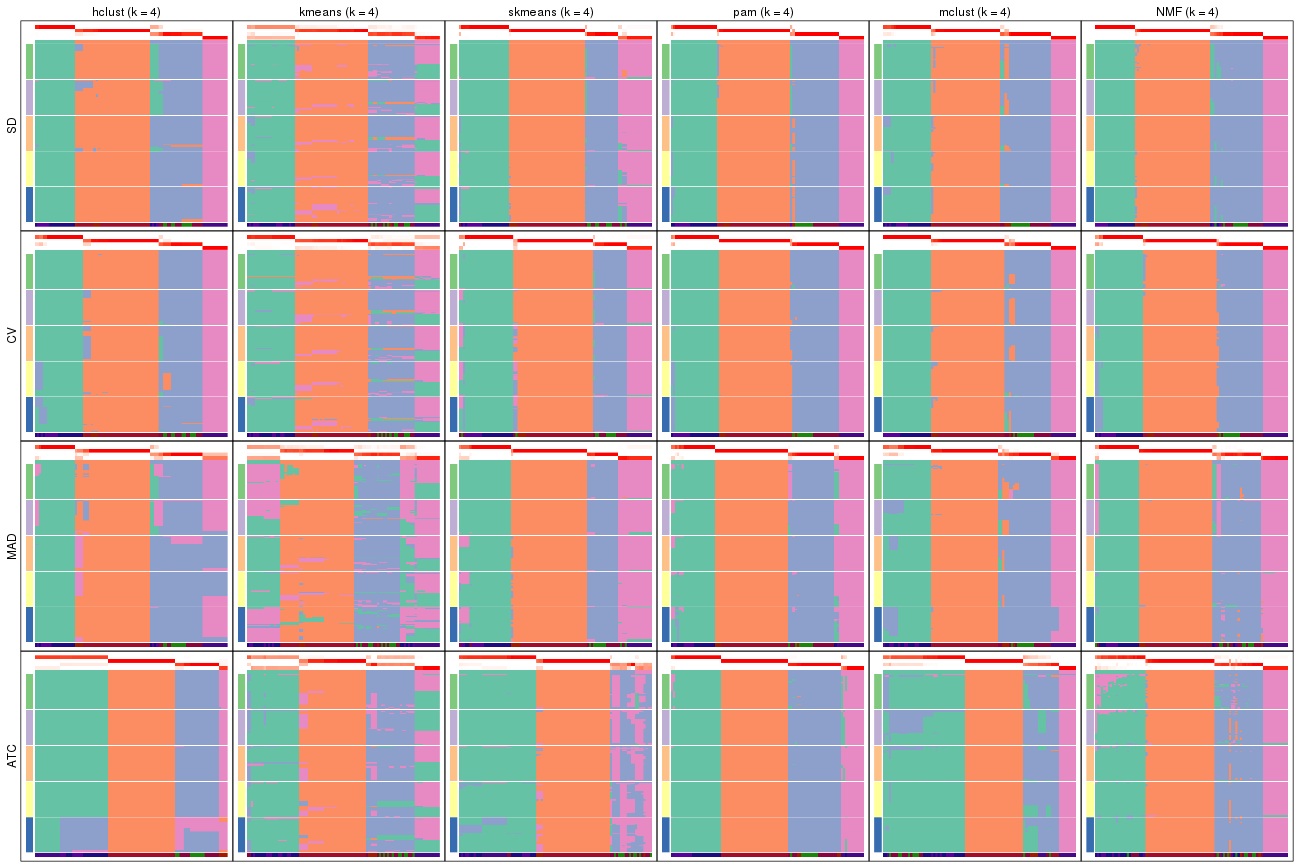 hclust (k = 4) kmeans (k = 4) skmeans (k = 4) pam (k = 4) mclust (k = 4) NMF (k = 4)
SD
CV
MAD
ATC